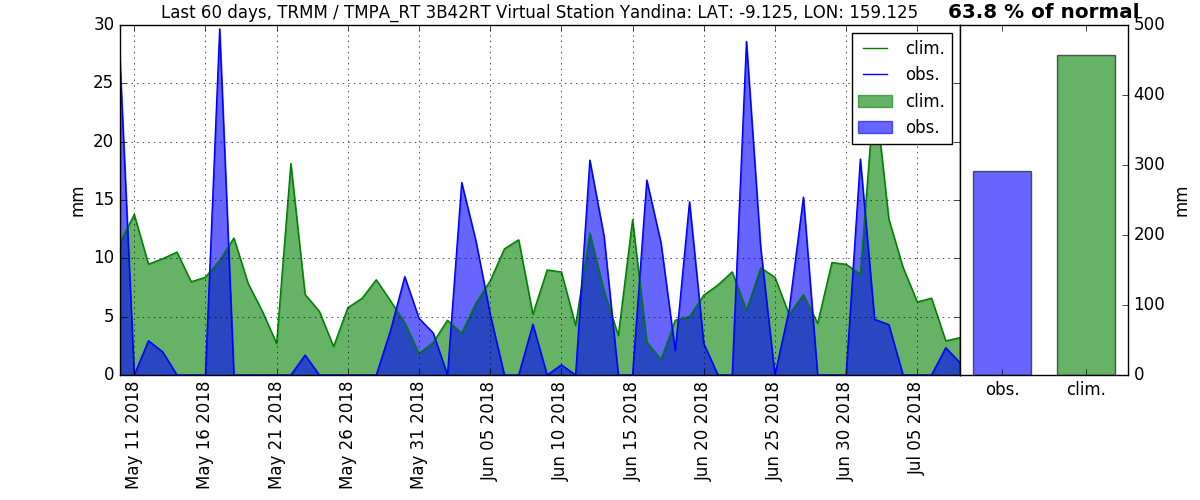 Last 60 days, TRMM / TMPA_RT 3B42RT Virtual Station Yandina: LAT: -9.125, LON: 159.125
63.8 % of normal
30
25
20
15
10
5
0
mm
clim.
obs.
clim.
obs.
May 11 2018
May 16 2018
May 21 2018
May 26 2018
May 31 2018
Jun 05 2018
Jun 10 2018
Jun 15 2018
Jun 20 2018
Jun 25 2018
Jun 30 2018
Jul 05 2018
500
400
300
200
100
0
mm
obs.
clim.